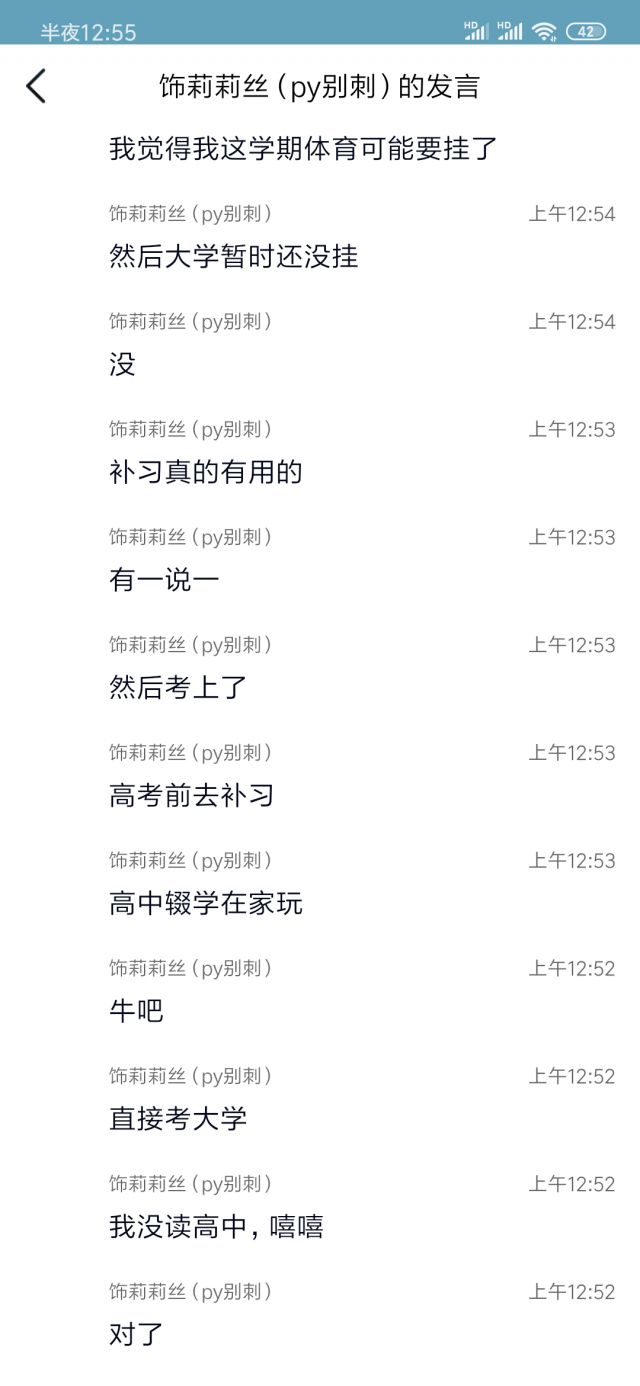 半夜12:55
HD HD 42
饰莉莉丝(py别刺)的发言
我觉得我这学期体育可能要挂了
饰莉莉丝(py别刺) 上午12:54
然后大学暂时还没挂
饰莉莉丝(py别刺) 上午12:54
没
饰莉莉丝(py别刺) 上午12:53
补习真的有用的
饰莉莉丝(py别刺) 上午12:53
有一说一
饰莉莉丝(py别刺) 上午12:53
然后考上了
饰莉莉丝(py别刺) 上午12:53
高考前去补习
饰莉莉丝(py别刺) 上午12:53
高中辍学在家玩
饰莉莉丝(py别刺) 上午12:52
牛吧
饰莉莉丝(py别刺) 上午12:52
直接考大学
饰莉莉丝(py别刺) 上午12:52
我没读高中,嘻嘻
饰莉莉丝(py别刺) 上午12:52
对了